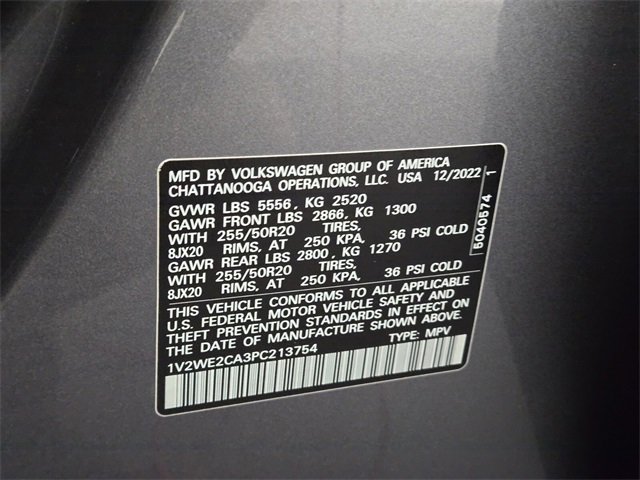 MFD BY VOLKSWAGEN GROUP OF AMERICA
CHATTANOOGA OPERATIONS, LLC. USA 12/2022
GVWR LBS 5556, KG 2520
GAWR FRONT LBS 2866, KG 1300
WITH 255/50R20 TIRES,
8JX20 RIMS, AT 250 KPA, 36 PSI COLD
GAWR REAR LBS 2800, KG 1270
WITH 255/50R20 TIRES,
8JX20 RIMS, AT 250 KPA, 36 PSI COLD
THIS VEHICLE CONFORMS TO ALL APPLICABLE
U.S. FEDERAL MOTOR VEHICLE SAFETY AND
THEFT PREVENTION STANDARDS IN EFFECT ON
THE DATE OF MANUFACTURE SHOWN ABOVE.
1V2WE2CA3PC213754 TYPE: MPV
5040574 1